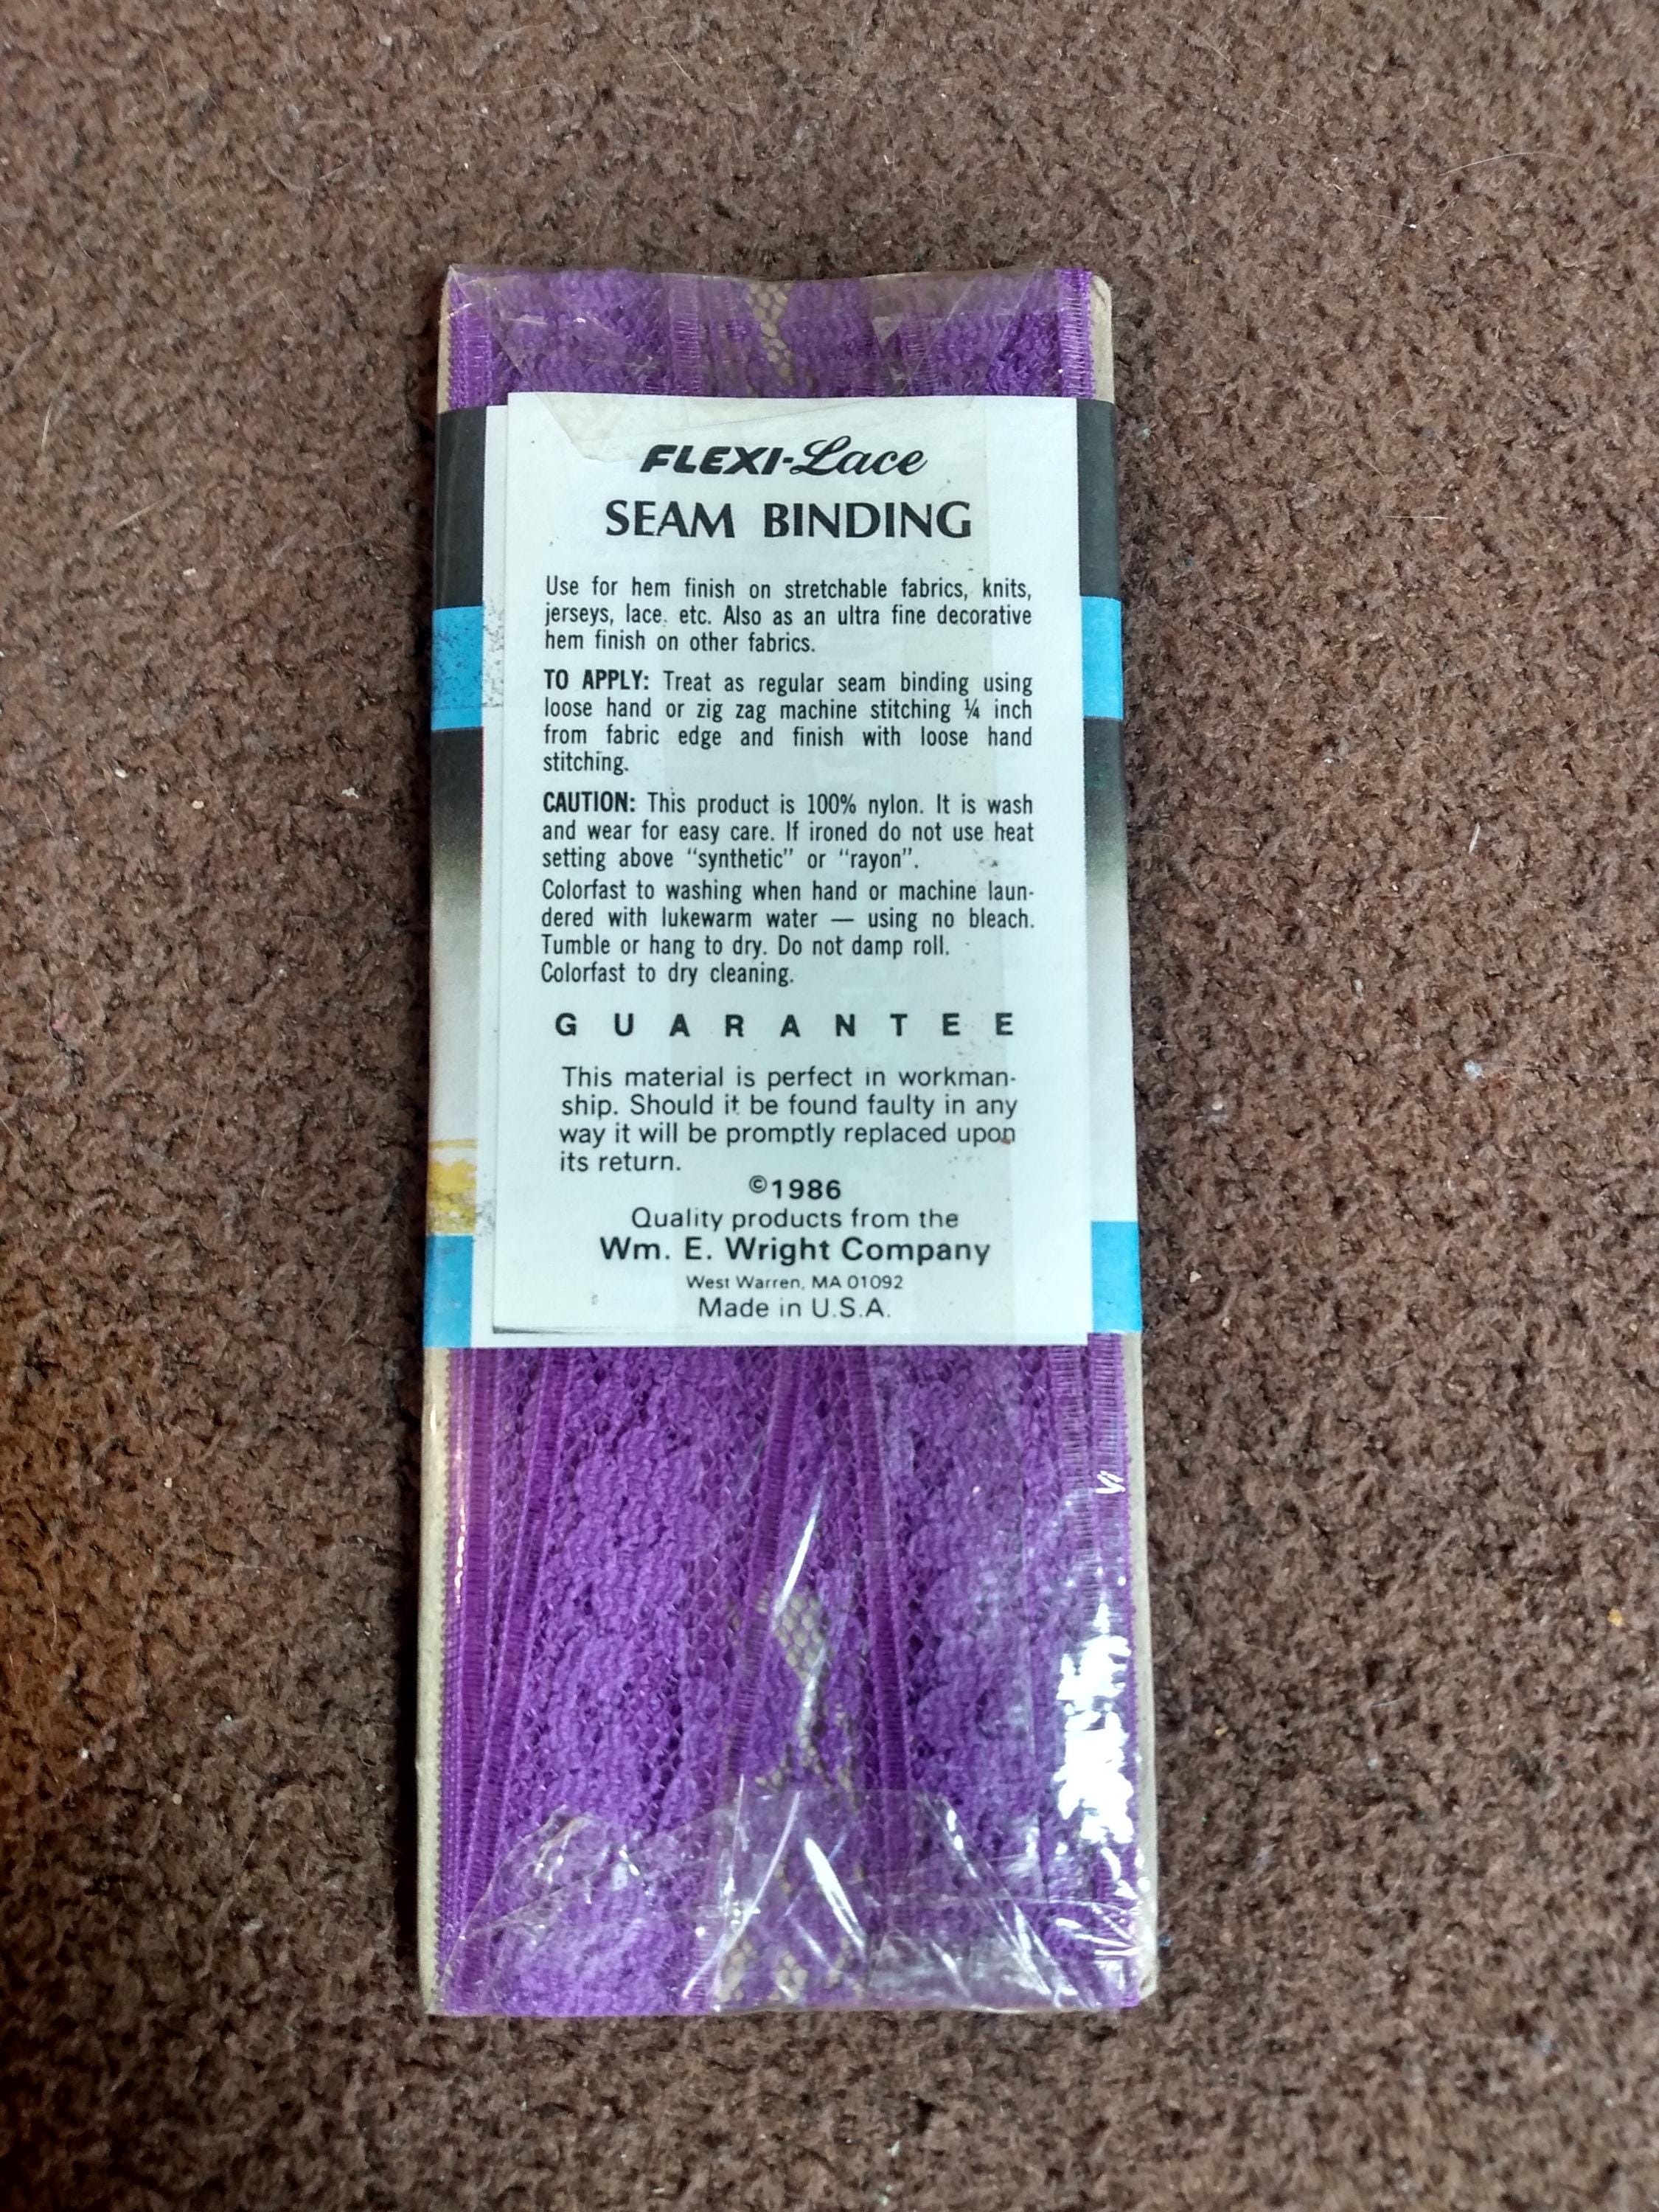 FLEXI-Lace
SEAM BINDING
Use for hem finish on stretchable fabrics, knits,
jerseys, lace, etc. Also as an ultra fine decorative
hem finish on other fabrics.
TO APPLY: Treat as regular seam binding using
loose hand or zig zag machine stitching ¼ inch
from fabric edge and finish with loose hand
stitching.
CAUTION: This product is 100% nylon. It is wash
and wear for easy care. If ironed do not use heat
setting above “synthetic” or “rayon”.
Colorfast to washing when hand or machine laun-
dered with lukewarm water — using no bleach.
Tumble or hang to dry. Do not damp roll.
Colorfast to dry cleaning.
GUARANTEE
This material is perfect in workman-
ship. Should it be found faulty in any
way it will be promptly replaced upon
its return.
©1986
Quality products from the
Wm. E. Wright Company
West Warren, MA 01092
Made in U.S.A.